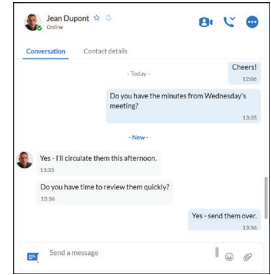 Jean Dupont
Online
Conversation Contact details
Cheers!
12:06
- Today -
Do you have the minutes from Wednesday's
meeting?
13:35
- New -
Yes - I'll circulate them this afternoon.
13:35
Do you have time to review them quickly?
13:36
Yes - send them over.
13:36
Send a message